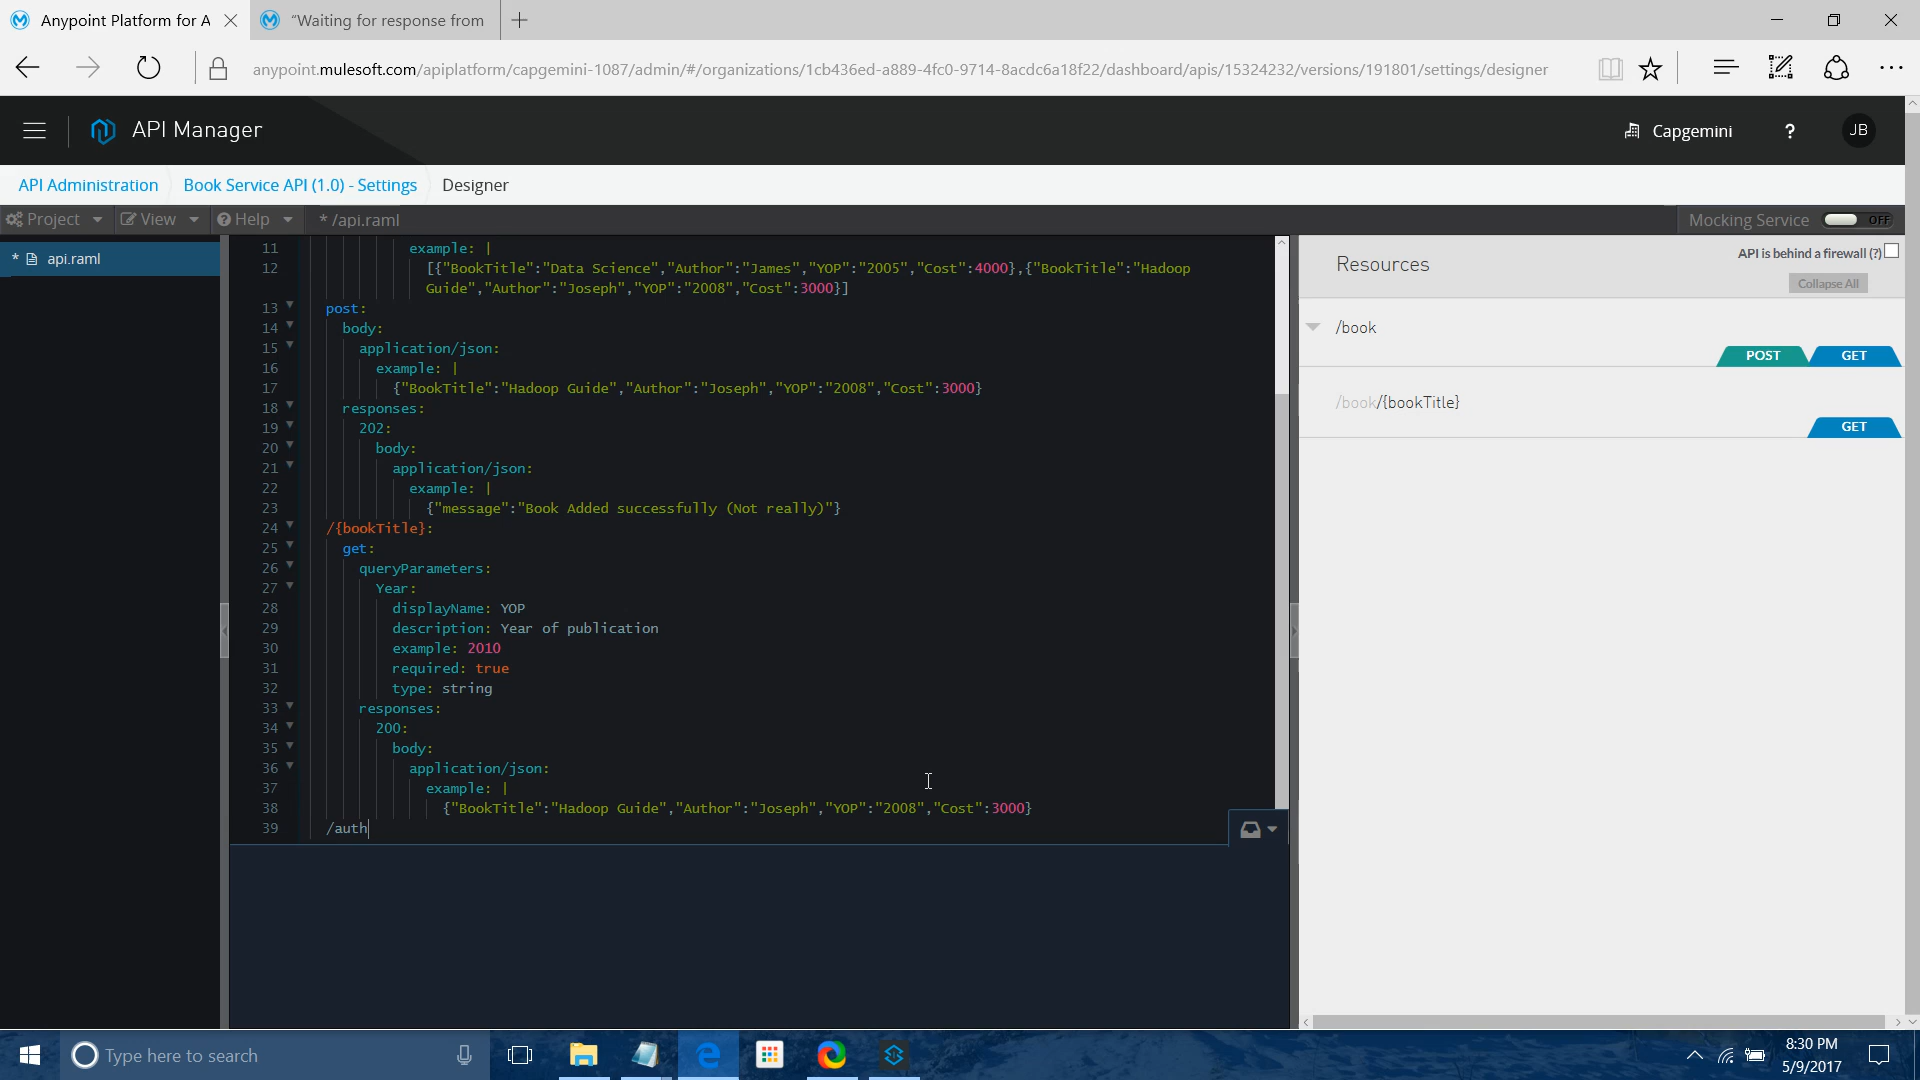 Anypoint Platform for A
"Waiting for response from
anypoint.mulesoft.com/apiplatform/capgemini-1087/admin/#/organizations/1cb436ed-a889-4fc0-9714-8acdc6a18f22/dashboard/apis/15324232/versions/191801/settings/designer
API Manager
Capgemini
?
JB
API Administration
Book Service API (1.0) - Settings
Designer
Project
View
Help
* /api.raml
Mocking Service
OFF
* api.raml
11 example: |
12 [{"BookTitle":"Data Science","Author":"James","YOP":"2005","Cost":4000},{"BookTitle":"Hadoop
Guide","Author":"Joseph","YOP":"2008","Cost":3000}]
13 post:
14 body:
15 application/json:
16 example: |
17 {"BookTitle":"Hadoop Guide","Author":"Joseph","YOP":"2008","Cost":3000}
18 responses:
19 202:
20 body:
21 application/json:
22 example: |
23 {"message":"Book Added successfully (Not really)"}
24 /{bookTitle}:
25 get:
26 queryParameters:
27 Year:
28 displayName: YOP
29 description: Year of publication
30 example: 2010
31 required: true
32 type: string
33 responses:
34 200:
35 body:
36 application/json:
37 example: |
38 {"BookTitle":"Hadoop Guide","Author":"Joseph","YOP":"2008","Cost":3000}
39 /auth
Resources
API is behind a firewall (?)
Collapse All
/book
POST
GET
/book/{bookTitle}
GET
Type here to search
8:30 PM
5/9/2017